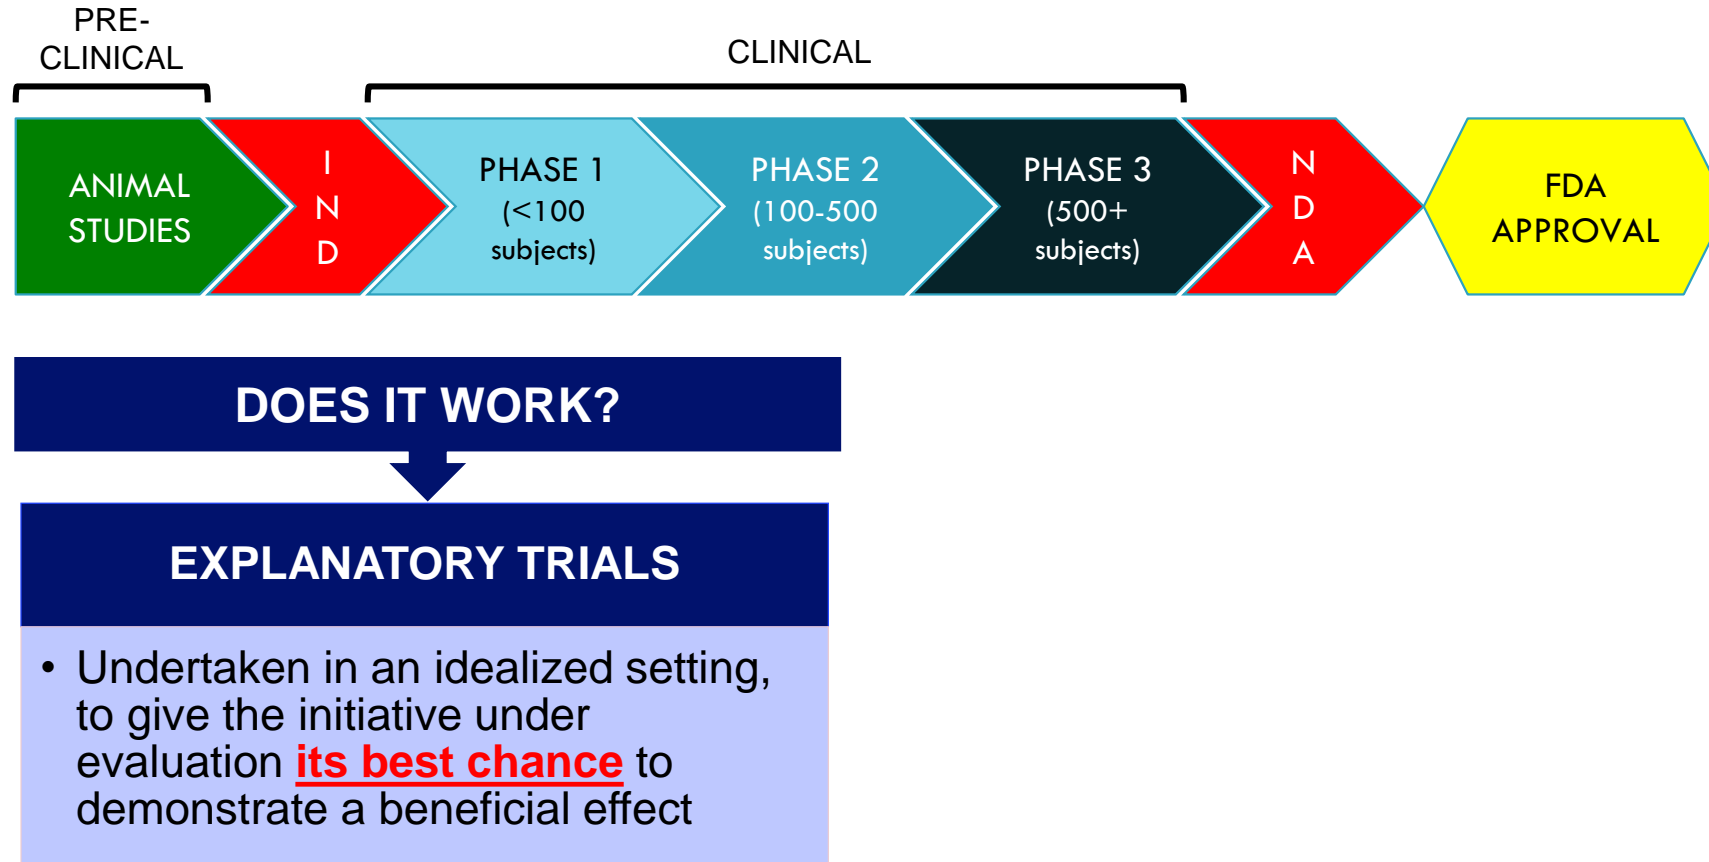 PRE-
CLINICAL
CLINICAL
ANIMAL
STUDIES
I
N
D
PHASE 1
(<100
subjects)
PHASE 2
(100-500
subjects)
PHASE 3
(500+
subjects)
N
D
A
FDA
APPROVAL
DOES IT WORK?
EXPLANATORY TRIALS
• Undertaken in an idealized setting,
to give the initiative under
evaluation its best chance to
demonstrate a beneficial effect